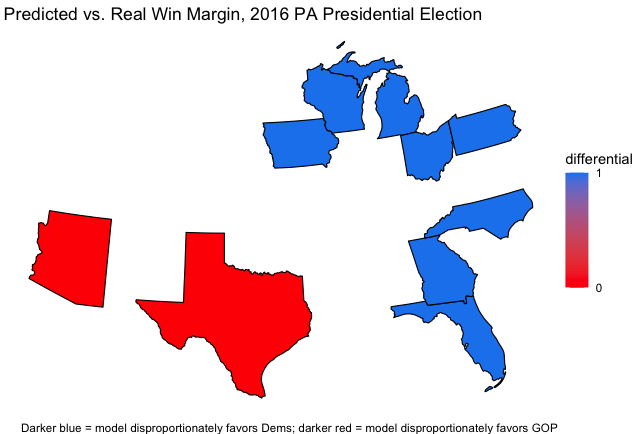 Predicted vs. Real Win Margin, 2016 PA Presidential Election
differential
1
0
Darker blue = model disproportionately favors Dems; darker red = model disproportionately favors GOP